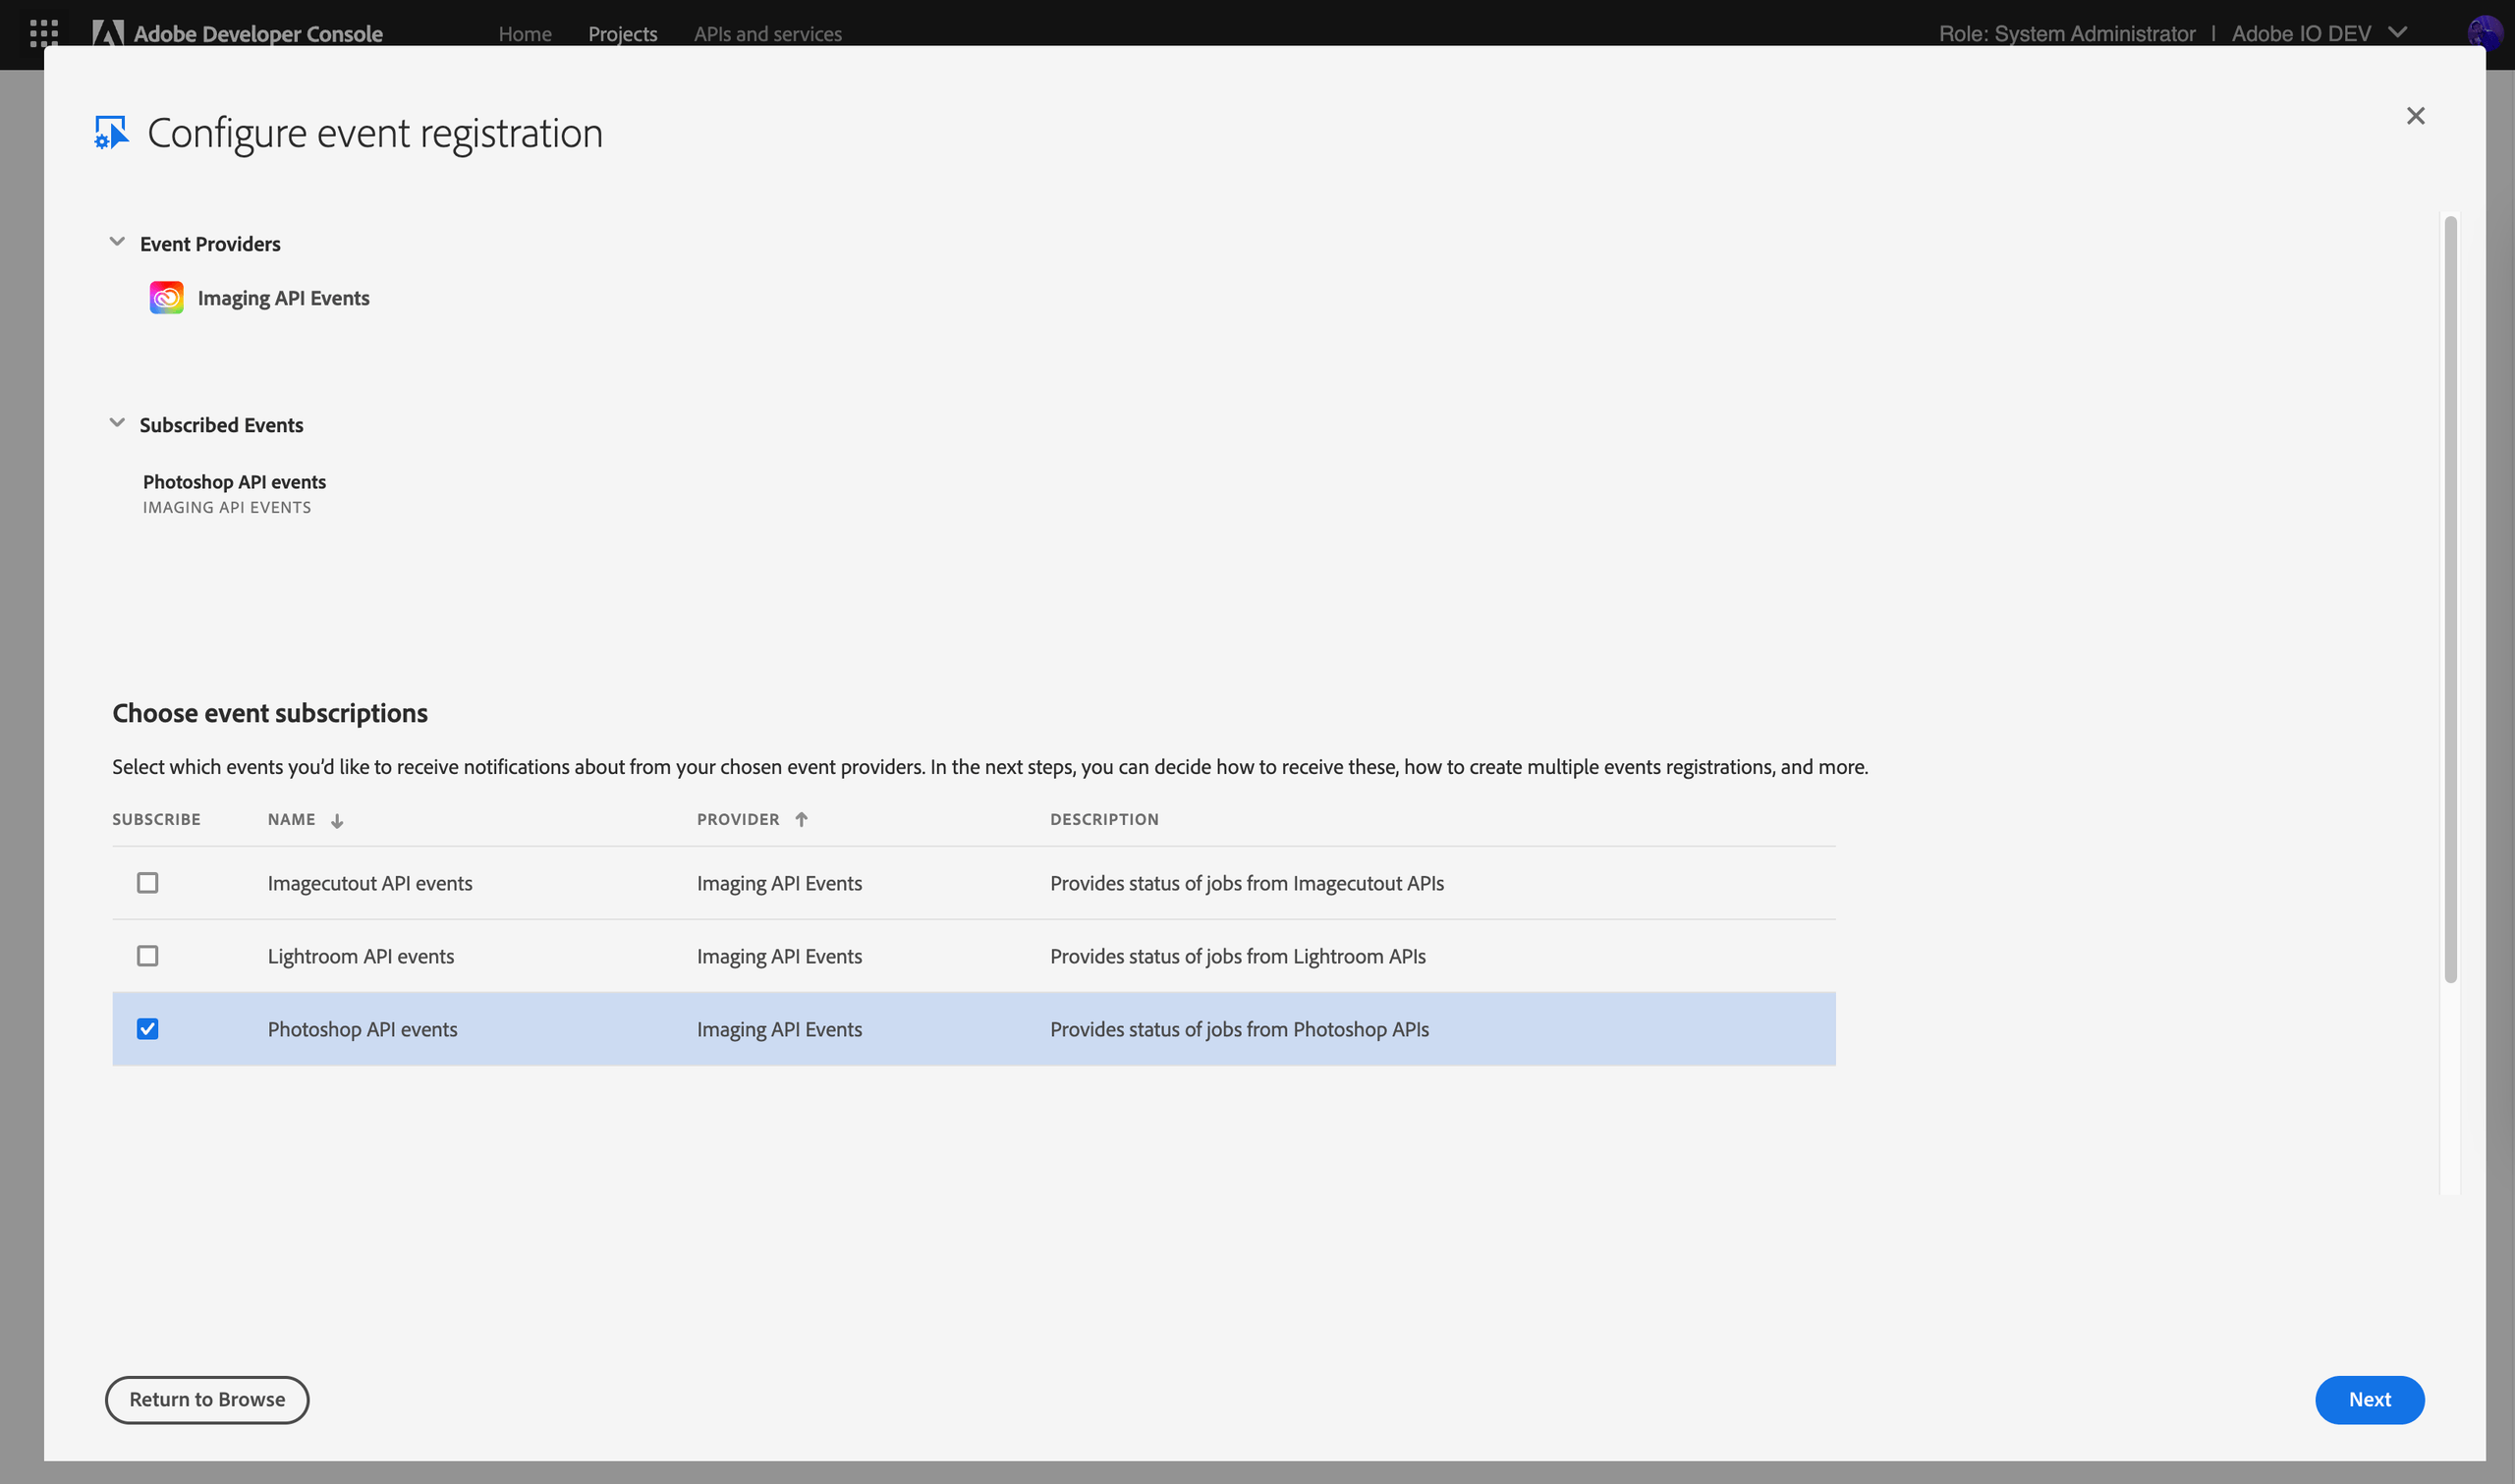 Adobe Developer Console Home Projects APIs and services Role: System Administrator | Adobe IO DEV
Configure event registration
Event Providers
Imaging API Events
Subscribed Events
Photoshop API events
IMAGING API EVENTS
Choose event subscriptions
Select which events you’d like to receive notifications about from your chosen event providers. In the next steps, you can decide how to receive these, how to create multiple events registrations, and more.
SUBSCRIBE NAME PROVIDER DESCRIPTION
Imagecutout API events Imaging API Events Provides status of jobs from Imagecutout APIs
Lightroom API events Imaging API Events Provides status of jobs from Lightroom APIs
Photoshop API events Imaging API Events Provides status of jobs from Photoshop APIs
Return to Browse Next